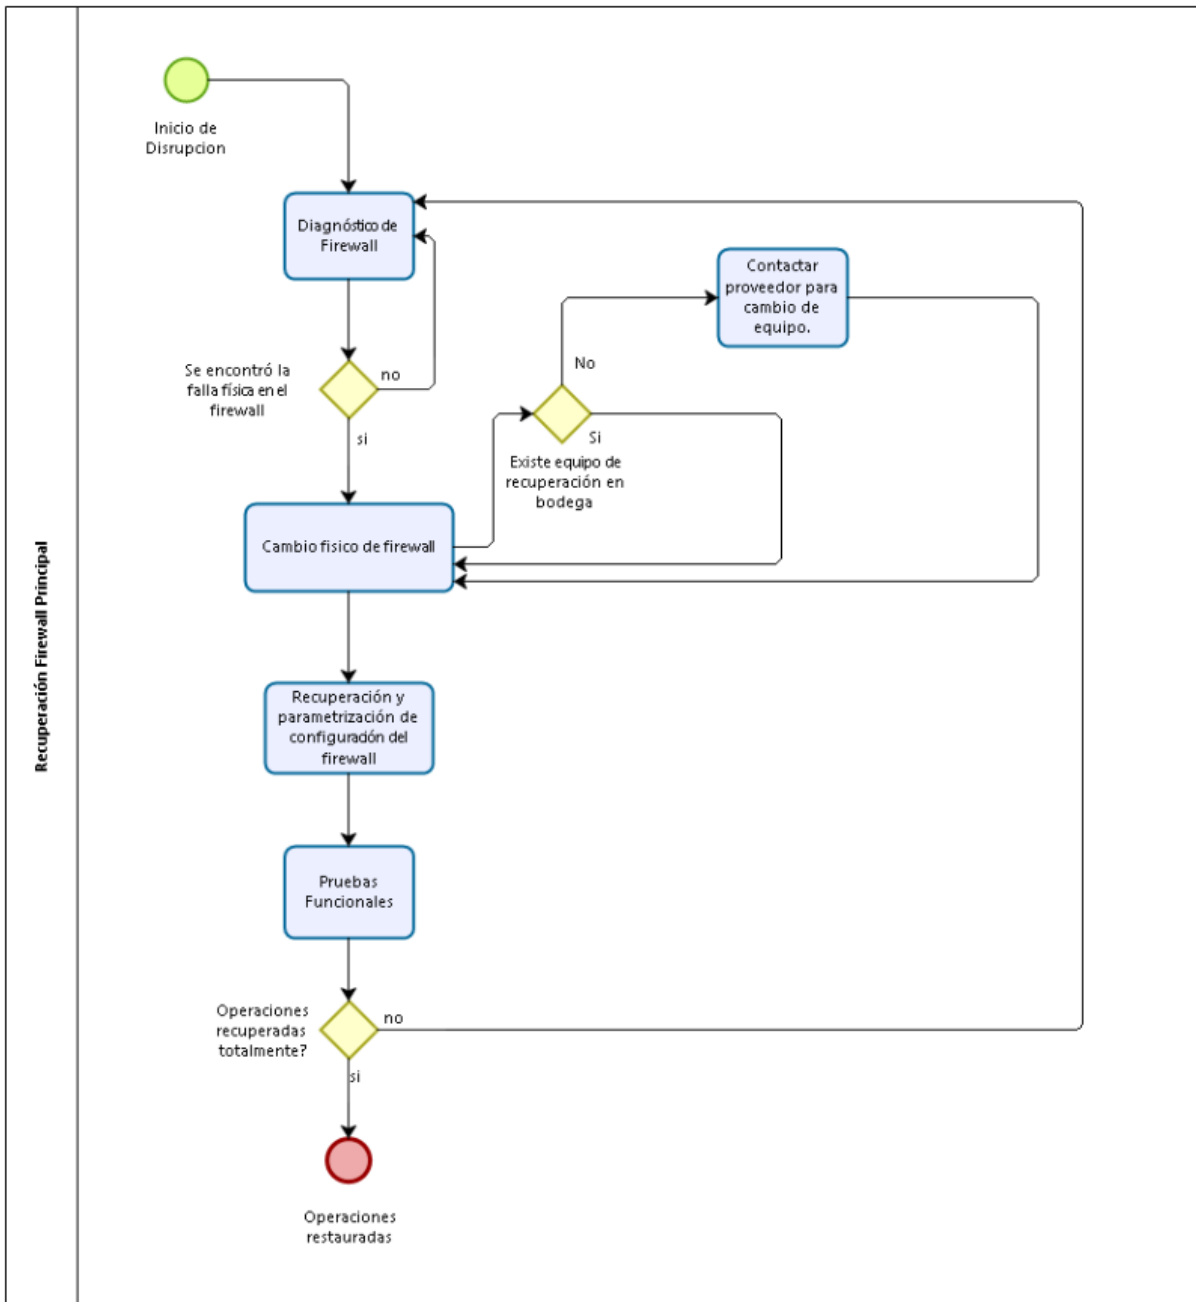 Recuperación Firewall Principal
Inicio de
Disrupcion
Diagnóstico de
Firewall
Se encontró la
falla física en el
firewall
no
si
Contactar
proveedor para
cambio de
equipo.
No
Si
Existe equipo de
recuperación en
bodega
Cambio fisico de firewall
Recuperación y
parametrización de
configuración del
firewall
Pruebas
Funcionales
Operaciones
recuperadas
totalmente?
no
si
Operaciones
restauradas